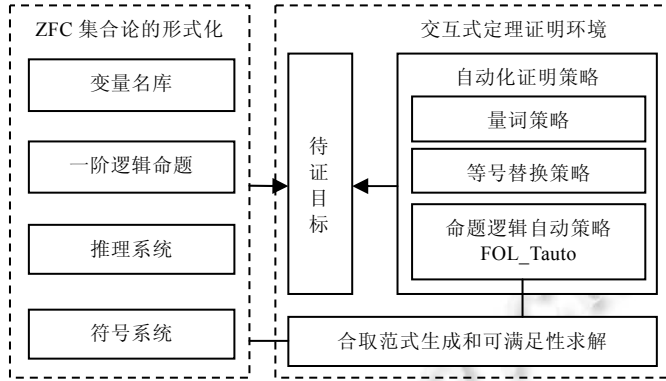 ZFC 集合论的形式化
变量名库
一阶逻辑命题
推理系统
符号系统
交互式定理证明环境
待
证
目
标
自动化证明策略
量词策略
等号替换策略
命题逻辑自动策略
FOL_Tauto
合取范式生成和可满足性求解